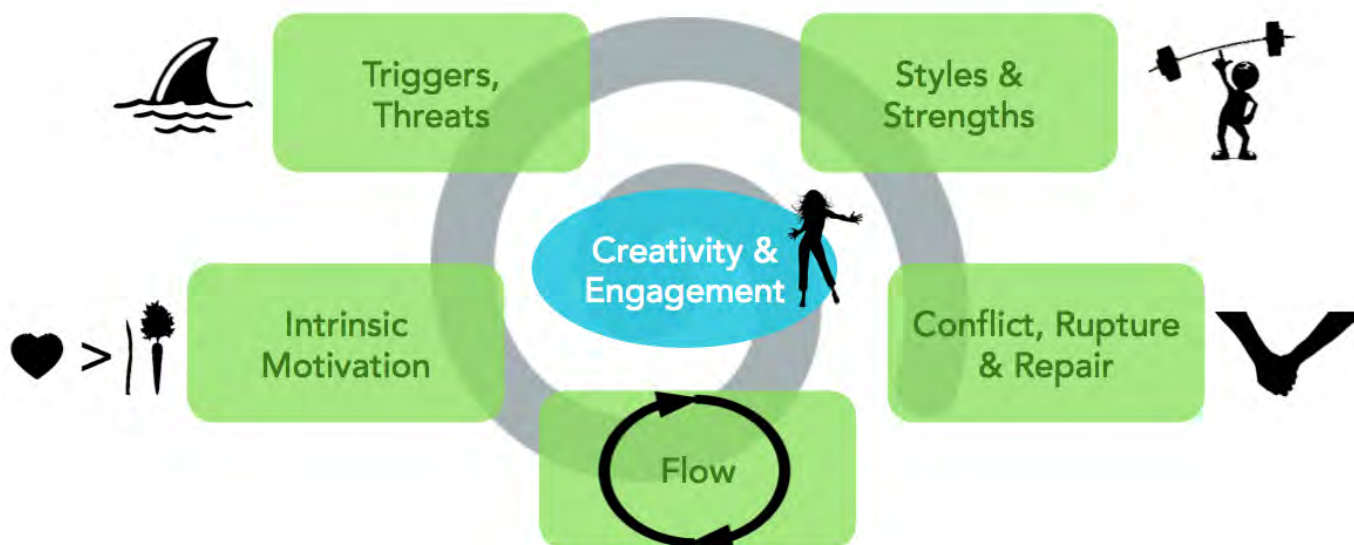 Triggers,
Threats
Styles &
Strengths
Creativity &
Engagement
Intrinsic
Motivation
>
Conflict, Rupture
& Repair
Flow